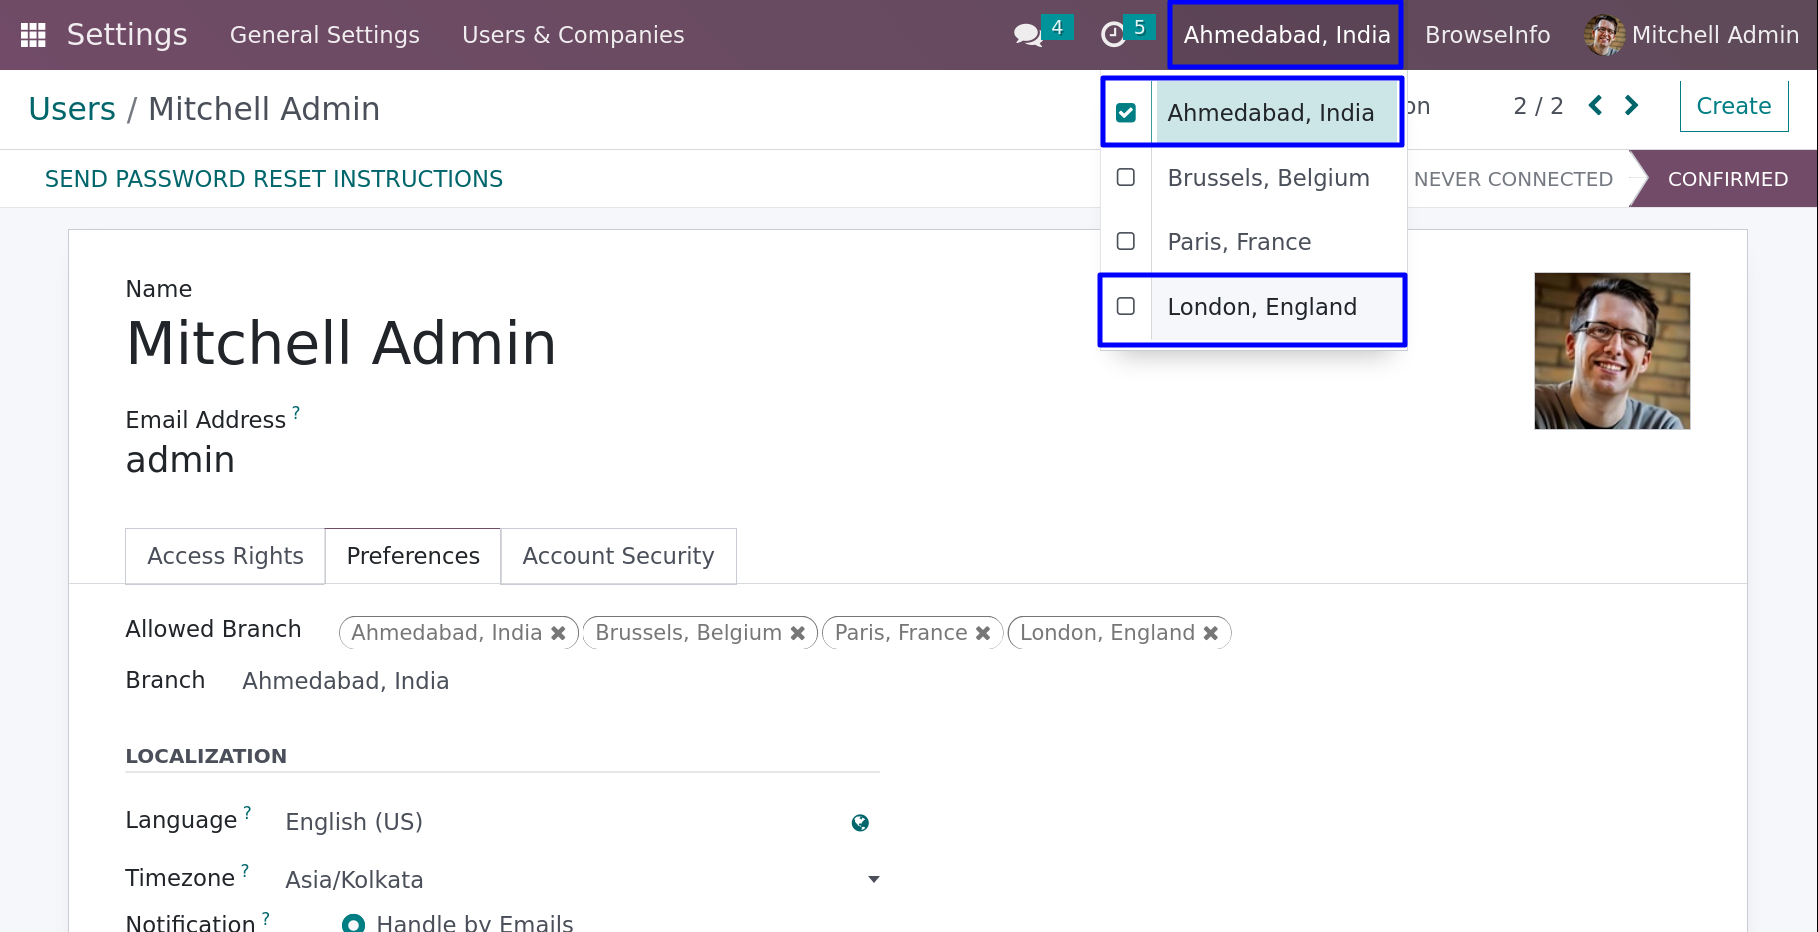 Settings General Settings Users & Companies 4 5 Ahmedabad, India BrowseInfo Mitchell Admin
Users / Mitchell Admin
2 / 2 Create
Ahmedabad, India
Brussels, Belgium
Paris, France
London, England
SEND PASSWORD RESET INSTRUCTIONS NEVER CONNECTED CONFIRMED
Name
Mitchell Admin
Email Address ?
admin
Access Rights Preferences Account Security
Allowed Branch Ahmedabad, India Brussels, Belgium Paris, France London, England
Branch Ahmedabad, India
LOCALIZATION
Language ? English (US)
Timezone ? Asia/Kolkata
Notification ? Handle by Emails